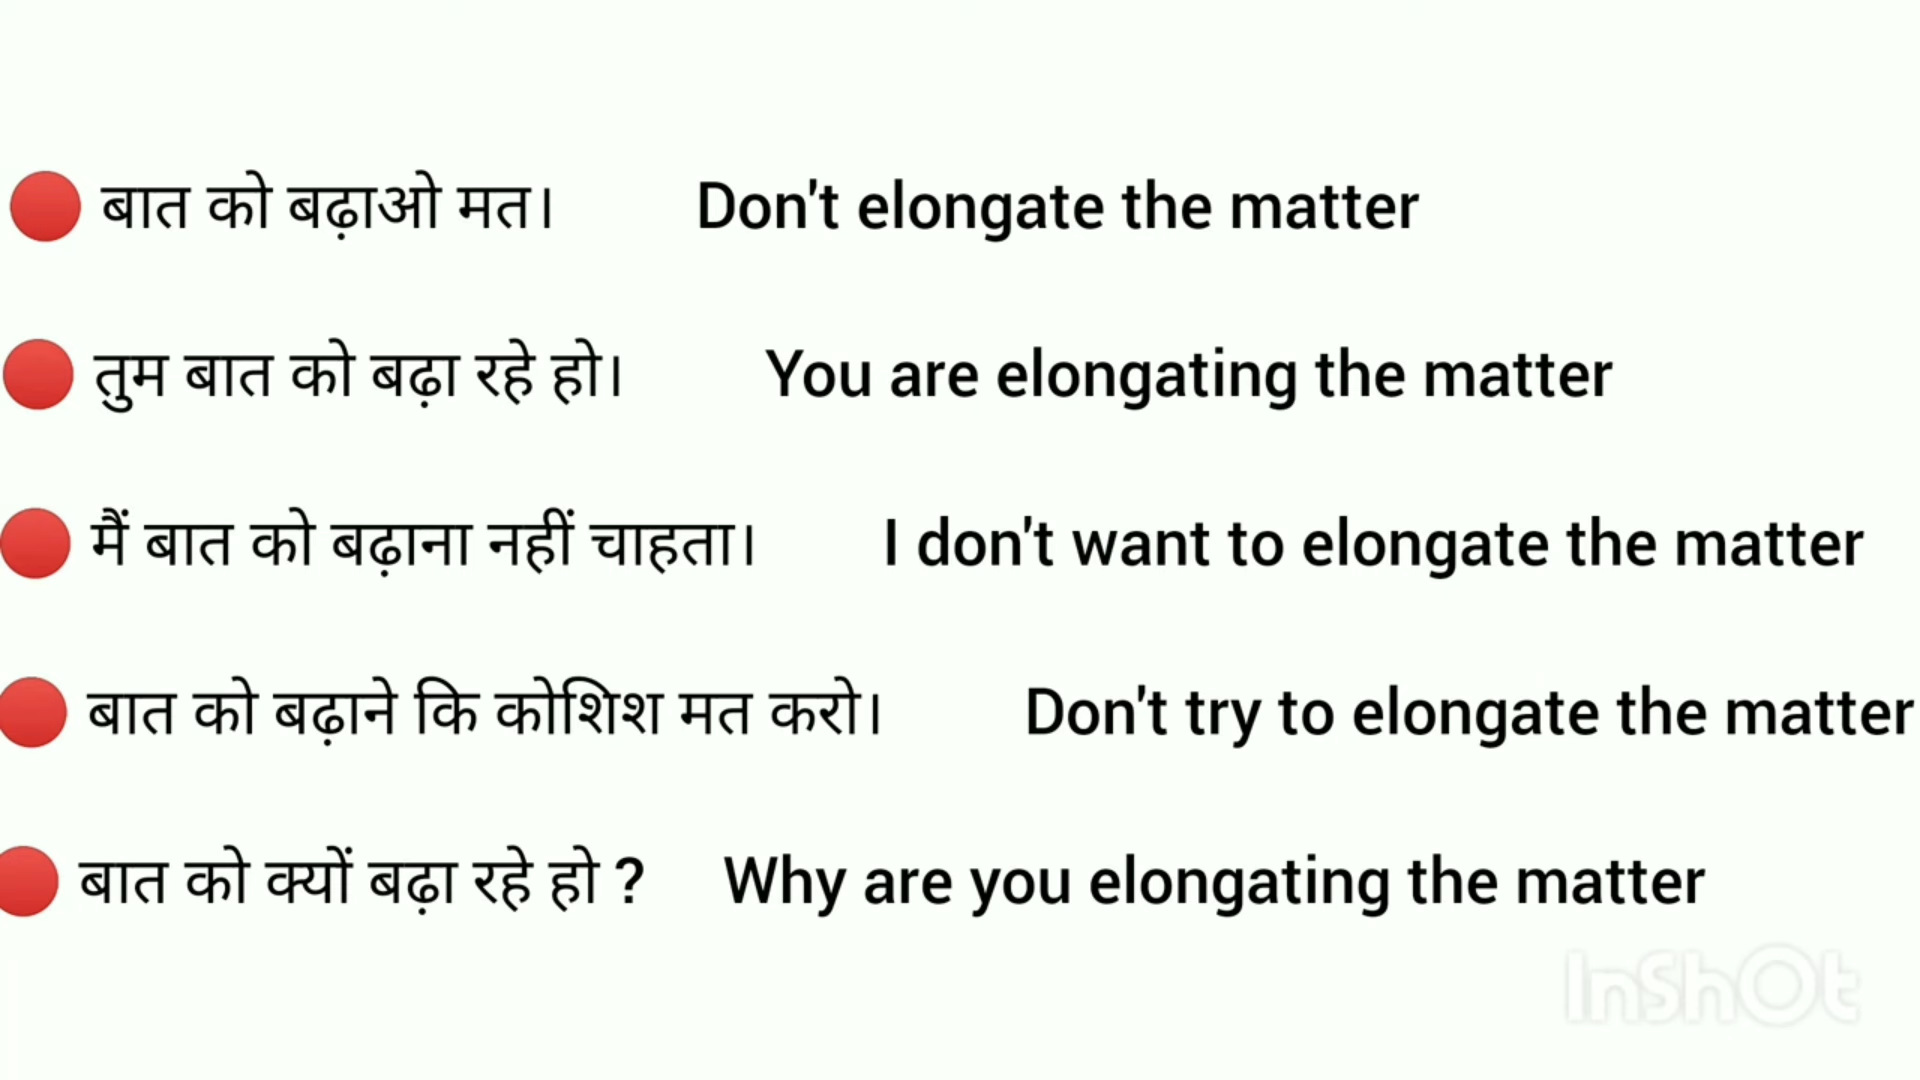 🔴 बात को बढ़ाओ मत। Don't elongate the matter
🔴 तुम बात को बढ़ा रहे हो। You are elongating the matter
🔴 मैं बात को बढ़ाना नहीं चाहता। I don't want to elongate the matter
🔴 बात को बढ़ाने कि कोशिश मत करो। Don't try to elongate the matter
🔴 बात को क्यों बढ़ा रहे हो ? Why are you elongating the matter
InShOt